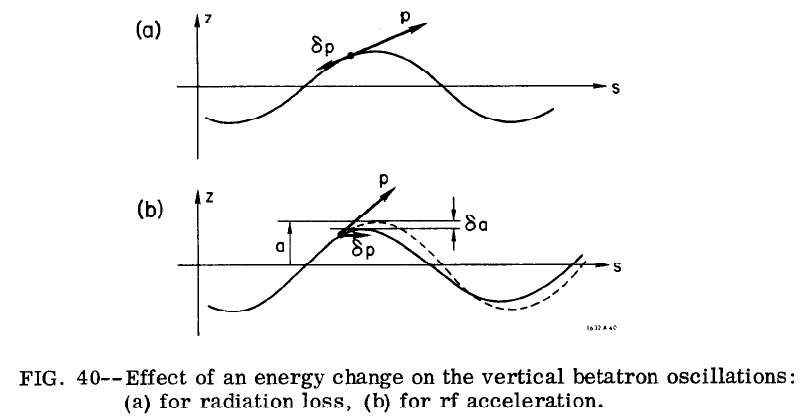 (a)
z
p
δp
s
(b)
z
p
δa
a
δp
s
1632A40
FIG. 40--Effect of an energy change on the vertical betatron oscillations:
(a) for radiation loss, (b) for rf acceleration.